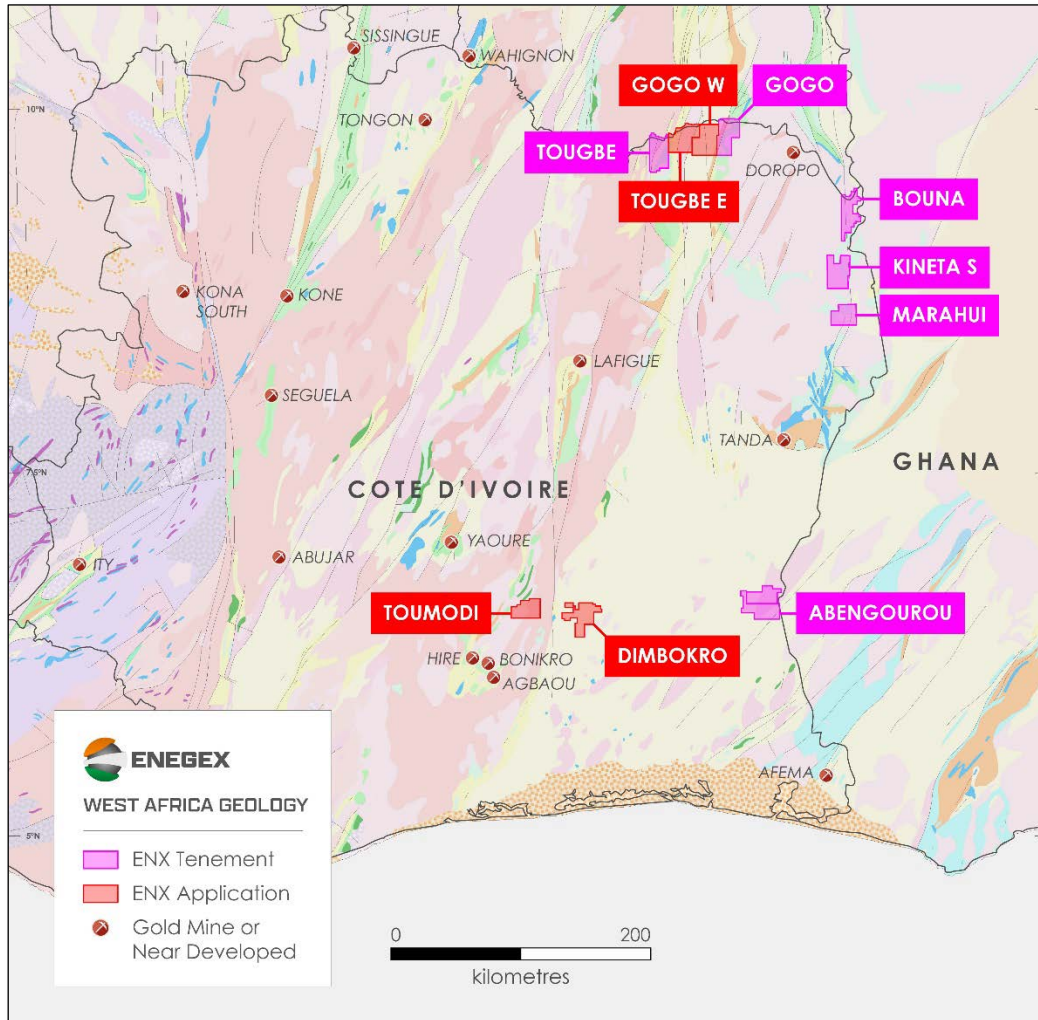 SISSINGUE
WAHIGNON
GOGO W
GOGO
10°N
TONGON
TOUGBE
DOROPO
TOUGBE E
BOUNA
KINETA S
KONA
SOUTH
KONE
MARAHUI
LAFIGUE
SEGUELA
TANDA
GHANA
7.5°N
COTE D'IVOIRE
YAOURE
ITY
ABUJAR
TOUMODI
ABENGOUROU
DIMBOKRO
HIRE
BONIKRO
AGBAOU
ENEGEX
WEST AFRICA GEOLOGY
AFEMA
5°N
ENX Tenement
ENX Application
Gold Mine or
Near Developed
0 200
kilometres